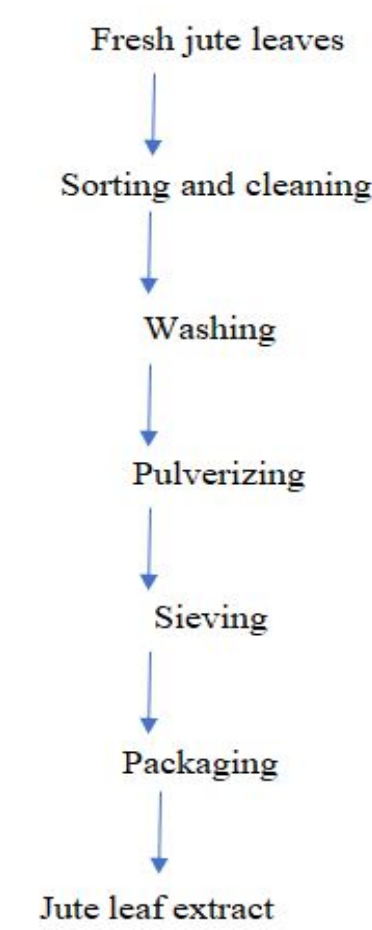 Fresh jute leaves
Sorting and cleaning
Washing
Pulverizing
Sieving
Packaging
Jute leaf extract